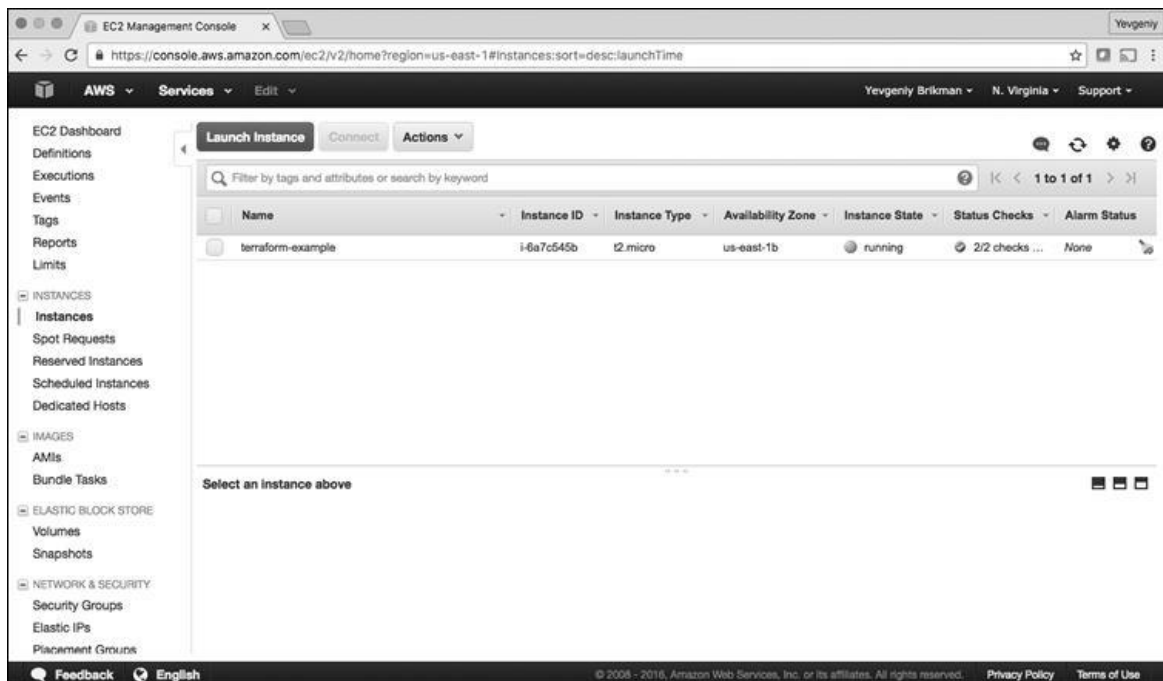 EC2 Management Console
Yevgeniy
https://console.aws.amazon.com/ec2/v2/home?region=us-east-1#Instances:sort=desc:launchTime
AWS Services Edit Yevgeniy Brikman N. Virginia Support
EC2 Dashboard
Definitions
Executions
Events
Tags
Reports
Limits
INSTANCES
Instances
Spot Requests
Reserved Instances
Scheduled Instances
Dedicated Hosts
IMAGES
AMIs
Bundle Tasks
ELASTIC BLOCK STORE
Volumes
Snapshots
NETWORK & SECURITY
Security Groups
Elastic IPs
Placement Groups
Launch Instance Connect Actions
Filter by tags and attributes or search by keyword 1 to 1 of 1
Name Instance ID Instance Type Availability Zone Instance State Status Checks Alarm Status
terraform-example i-6a7c545b t2.micro us-east-1b running 2/2 checks ... None
Select an instance above
Feedback English © 2008 - 2016, Amazon Web Services, Inc. or its affiliates. All rights reserved. Privacy Policy Terms of Use